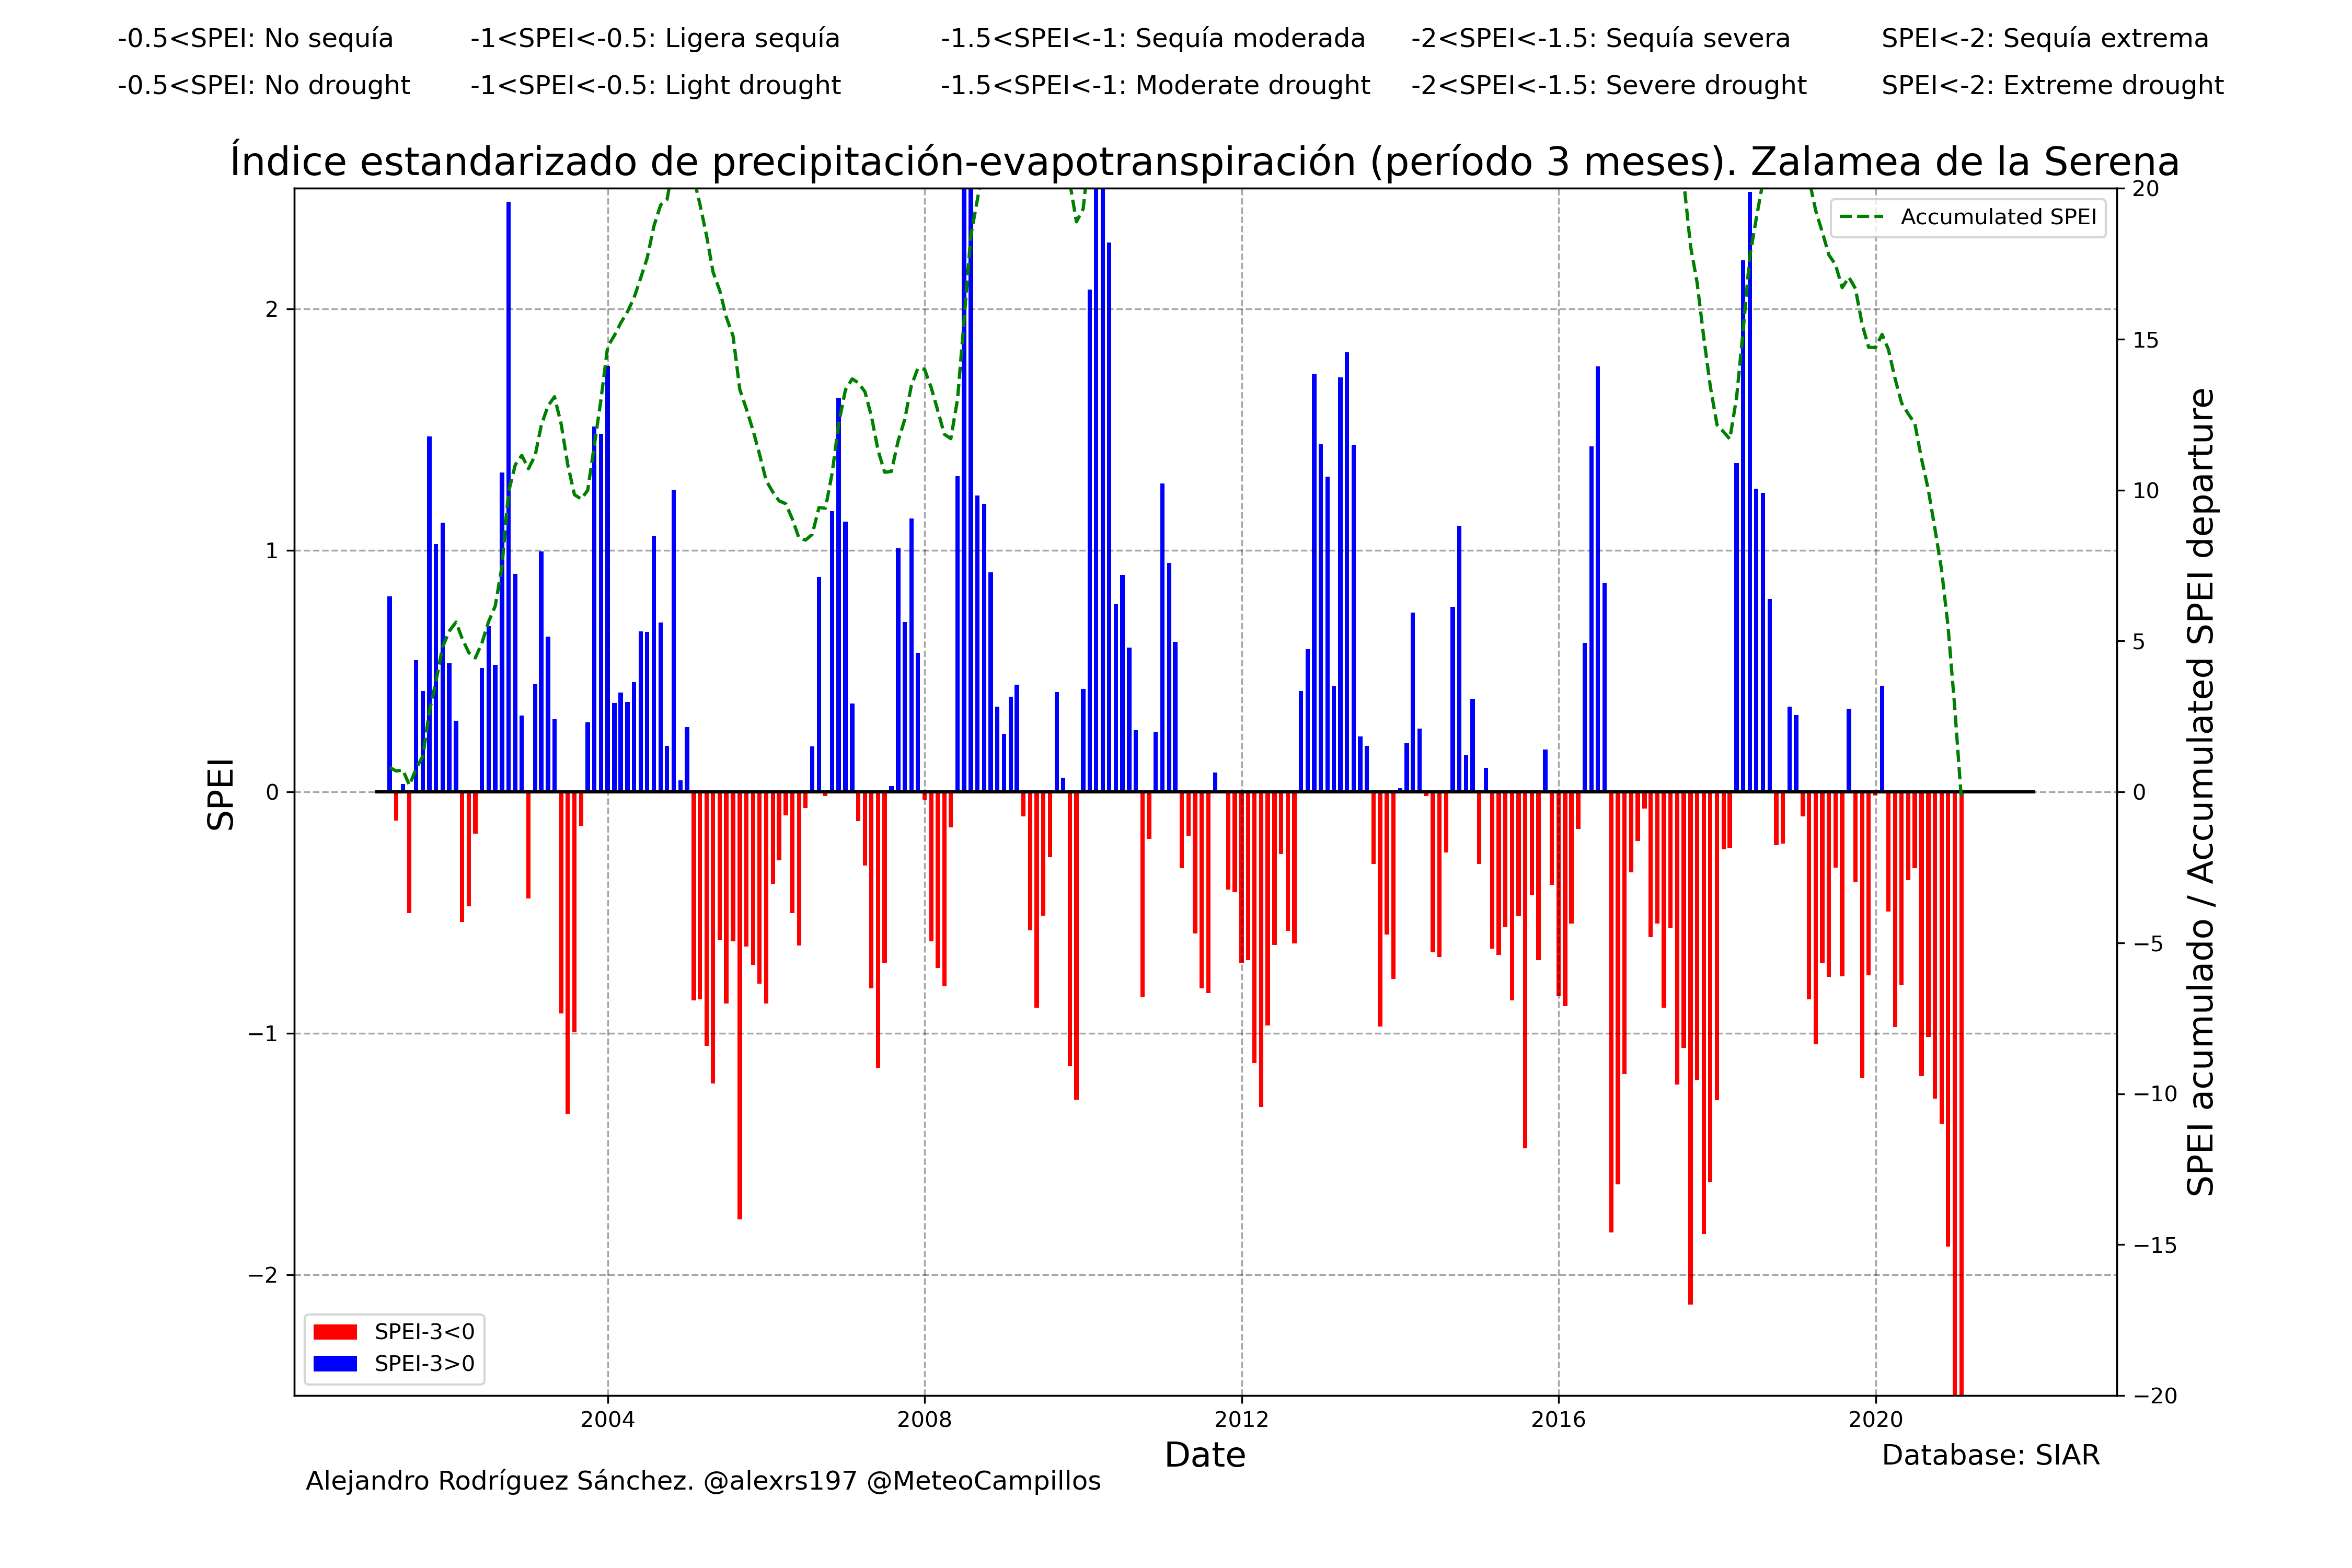 -0.5<SPEI: No sequía -1<SPEI<-0.5: Ligera sequía -1.5<SPEI<-1: Sequía moderada -2<SPEI<-1.5: Sequía severa SPEI<-2: Sequía extrema
-0.5<SPEI: No drought -1<SPEI<-0.5: Light drought -1.5<SPEI<-1: Moderate drought -2<SPEI<-1.5: Severe drought SPEI<-2: Extreme drought
Índice estandarizado de precipitación-evapotranspiración (período 3 meses). Zalamea de la Serena
Accumulated SPEI
SPEI
2
1
0
−1
−2
20
15
10
5
0
−5
−10
−15
−20
SPEI acumulado / Accumulated SPEI departure
SPEI-3<0
SPEI-3>0
2004 2008 2012 2016 2020
Date
Database: SIAR
Alejandro Rodríguez Sánchez. @alexrs197 @MeteoCampillos